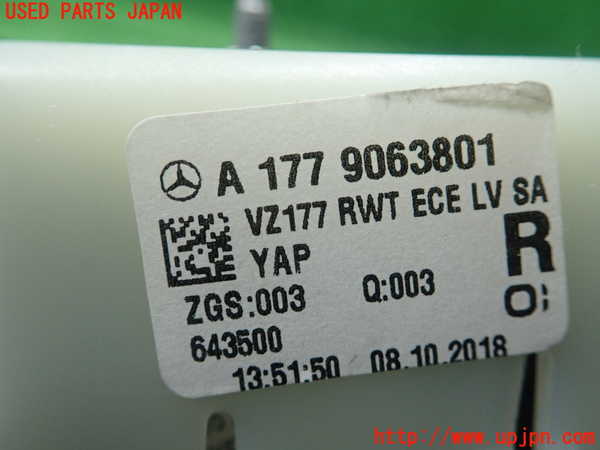 USED PARTS JAPAN
A 177 9063801
VZ177 RWT ECE LV SA
YAP
R
ZGS:003 Q:003
643500
13:51:50 08.10.2018
http://www.upjpn.com/